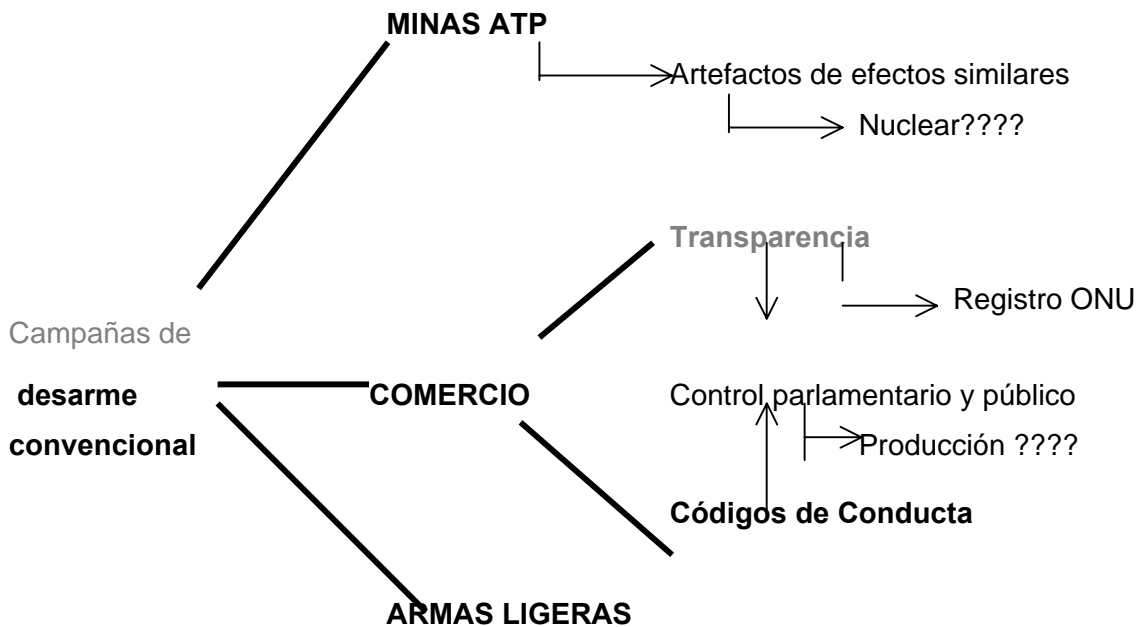 MINAS ATP
Artefactos de efectos similares
Nuclear????
Transparencia
Registro ONU
Campañas de
desarme
convencional
COMERCIO
Control parlamentario y público
Producción ????
Códigos de Conducta
ARMAS LIGERAS